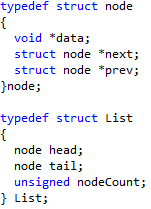 typedef struct node
{
  void *data;
  struct node *next;
  struct node *prev;
}node;

typedef struct List
{
  node head;
  node tail;
  unsigned nodeCount;
} List;